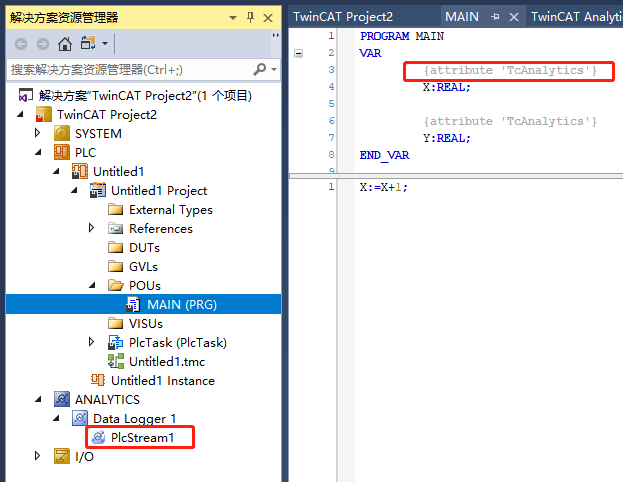 解决方案资源管理器
搜索解决方案资源管理器(Ctrl+;)
解决方案"TwinCAT Project2"(1 个项目)
TwinCAT Project2
SYSTEM
PLC
Untitled1
Untitled1 Project
External Types
References
DUTs
GVLs
POUs
MAIN (PRG)
VISUs
PlcTask (PlcTask)
Untitled1.tmc
Untitled1 Instance
ANALYTICS
Data Logger 1
PlcStream1
I/O
TwinCAT Project2 MAIN TwinCAT Analytic
1 PROGRAM MAIN
2 VAR
3 {attribute 'TcAnalytics'}
4 X:REAL;
5
6 {attribute 'TcAnalytics'}
7 Y:REAL;
8 END_VAR
9
1 X:=X+1;